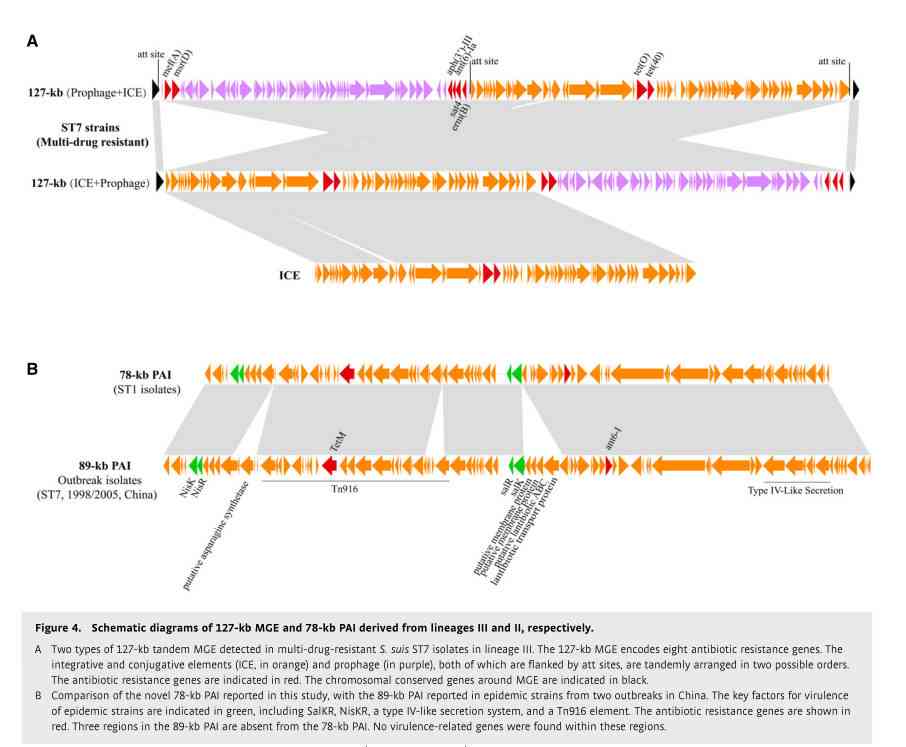 A
att site
mef(A)
msr(D)
aph(3')-III
ant(6)-Ia
att site
tet(O)
tet(40)
att site
127-kb (Prophage+ICE)
sat4
erm(B)
ST7 strains
(Multi-drug resistant)
127-kb (ICE+Prophage)
ICE
B
78-kb PAI
(ST1 isolates)
TetM
ant6-I
89-kb PAI
Outbreak isolates
(ST7, 1998/2005, China)
NisK
NisR
putative asparagine synthetase
Tn916
salR
salK
putative membrane protein
putative membrane protein
putative lantibiotic ABC
lantibiotic transport protein
Type IV-Like Secretion
Figure 4. Schematic diagrams of 127-kb MGE and 78-kb PAI derived from lineages III and II, respectively.
A Two types of 127-kb tandem MGE detected in multi-drug-resistant S. suis ST7 isolates in lineage III. The 127-kb MGE encodes eight antibiotic resistance genes. The
integrative and conjugative elements (ICE, in orange) and prophage (in purple), both of which are flanked by att sites, are tandemly arranged in two possible orders.
The antibiotic resistance genes are indicated in red. The chromosomal conserved genes around MGE are indicated in black.
B Comparison of the novel 78-kb PAI reported in this study, with the 89-kb PAI reported in epidemic strains from two outbreaks in China. The key factors for virulence
of epidemic strains are indicated in green, including SalKR, NisKR, a type IV-like secretion system, and a Tn916 element. The antibiotic resistance genes are shown in
red. Three regions in the 89-kb PAI are absent from the 78-kb PAI. No virulence-related genes were found within these regions.